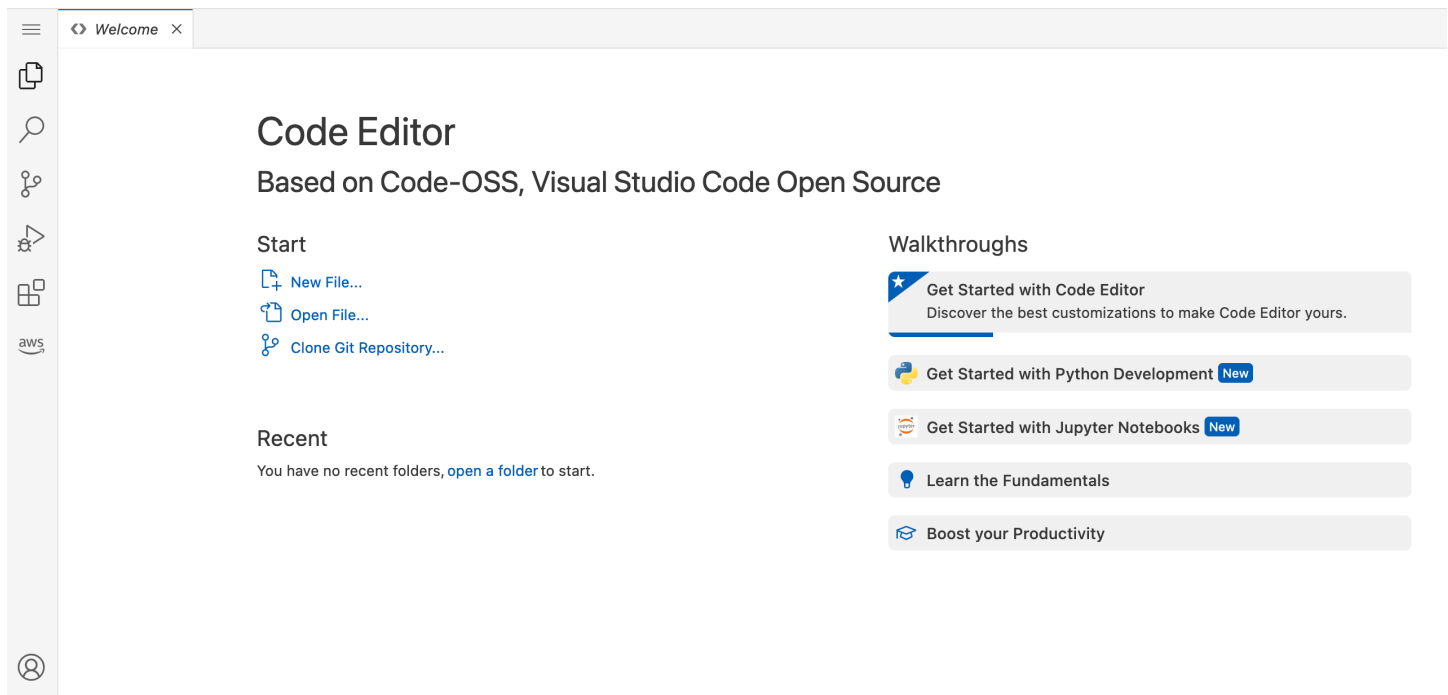 Welcome
Code Editor
Based on Code-OSS, Visual Studio Code Open Source
Start
New File...
Open File...
Clone Git Repository...
Recent
You have no recent folders, open a folder to start.
Walkthroughs
Get Started with Code Editor
Discover the best customizations to make Code Editor yours.
Get Started with Python Development New
jupyter
Get Started with Jupyter Notebooks New
Learn the Fundamentals
Boost your Productivity
aws